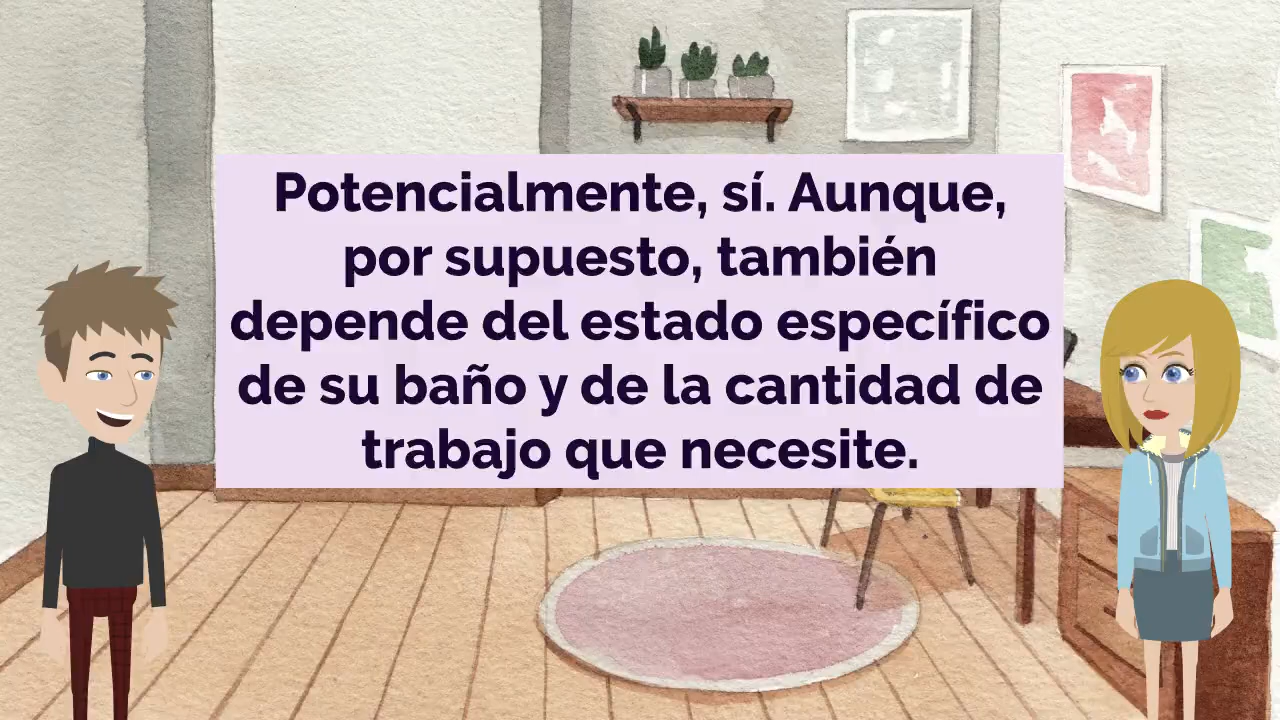 Potencialmente, sí. Aunque,
por supuesto, también
depende del estado específico
de su baño y de la cantidad de
trabajo que necesite.